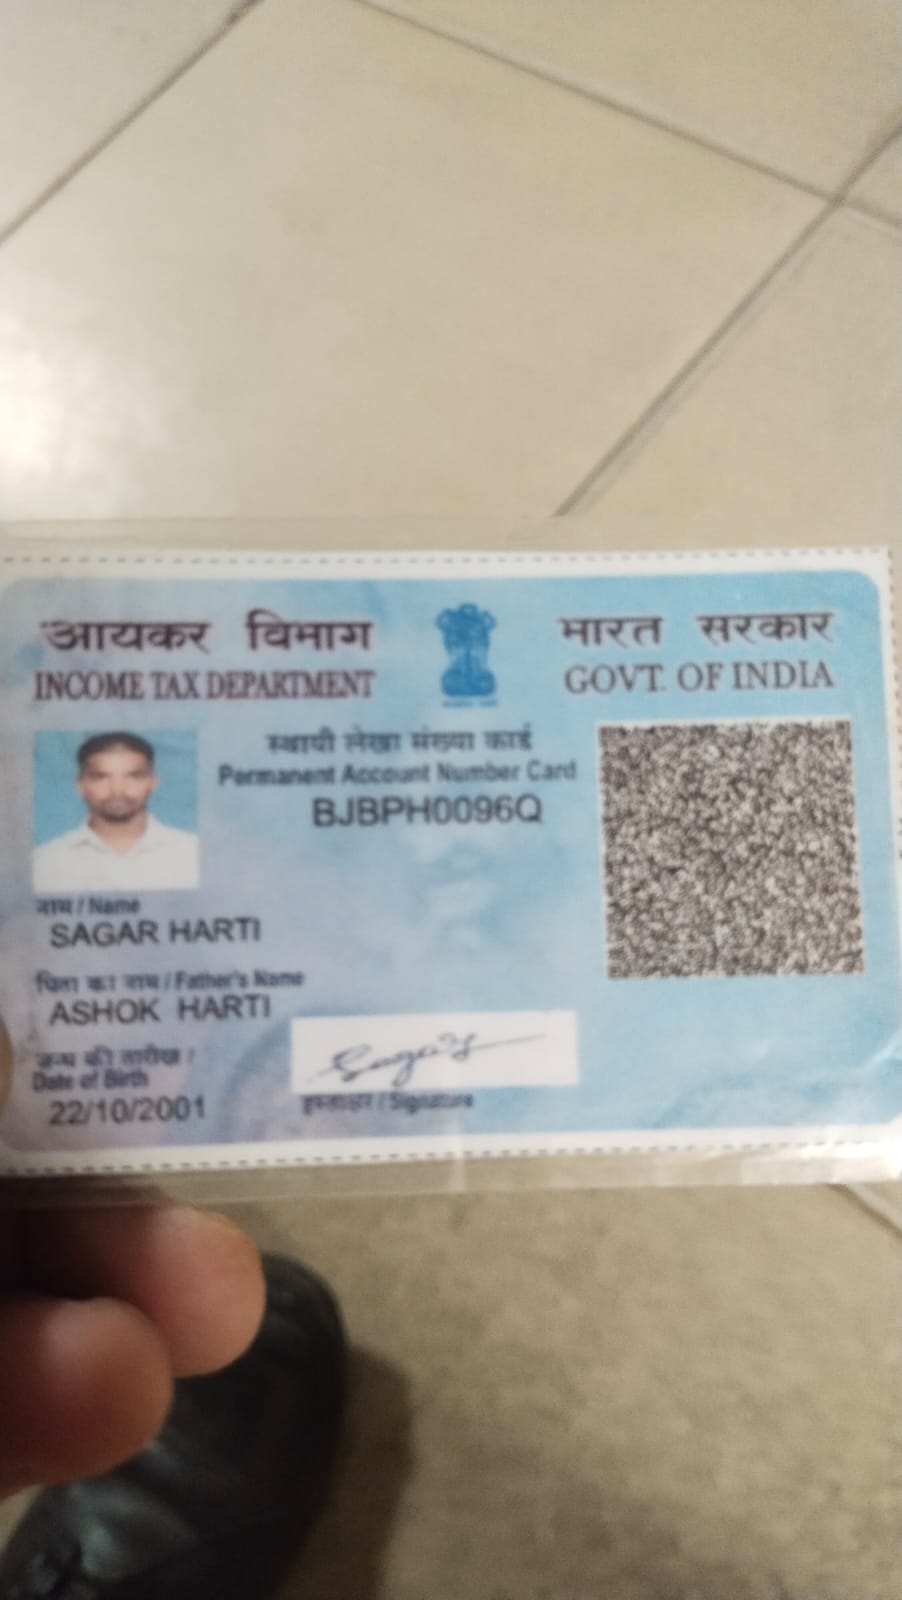 आयकर विभाग
INCOME TAX DEPARTMENT
भारत सरकार
GOVT. OF INDIA
स्थायी लेखा संख्या कार्ड
Permanent Account Number Card
BJBPH0096Q
नाम / Name
SAGAR HARTI
पिता का नाम / Father's Name
ASHOK HARTI
जन्म की तारीख /
Date of Birth
22/10/2001
Sagar
हस्ताक्षर / Signature